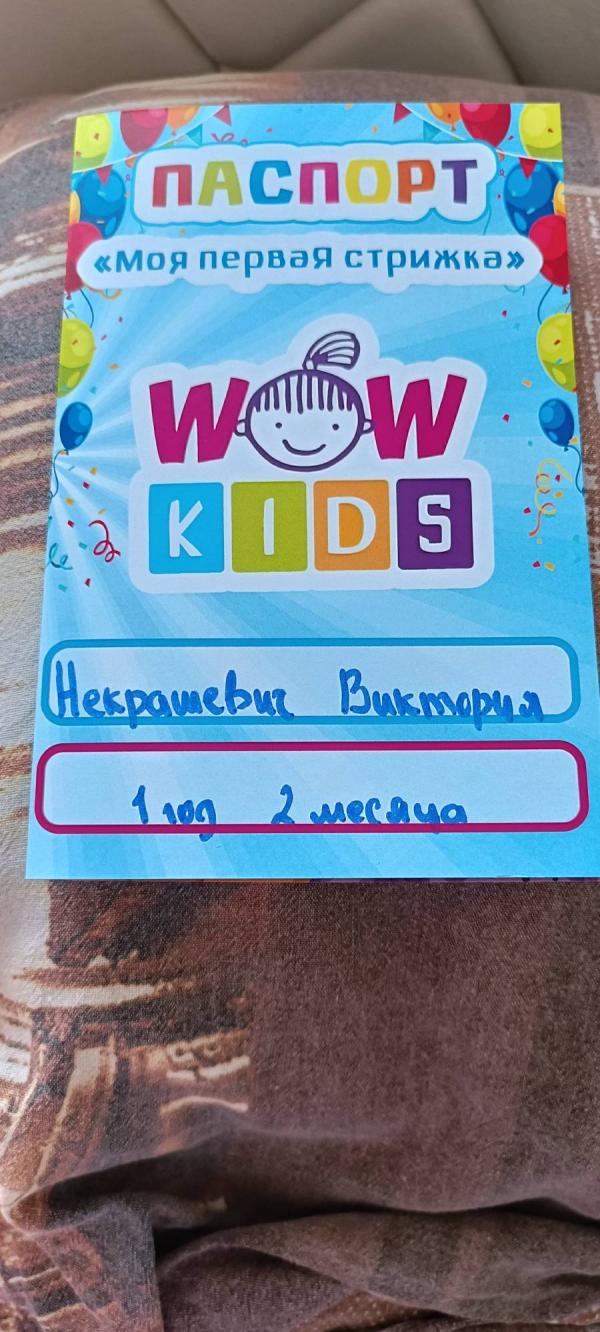 ПАСПОРТ
«Моя первая стрижка»
WOW
KIDS
Некрашевич Виктория
1 год 2 месяца